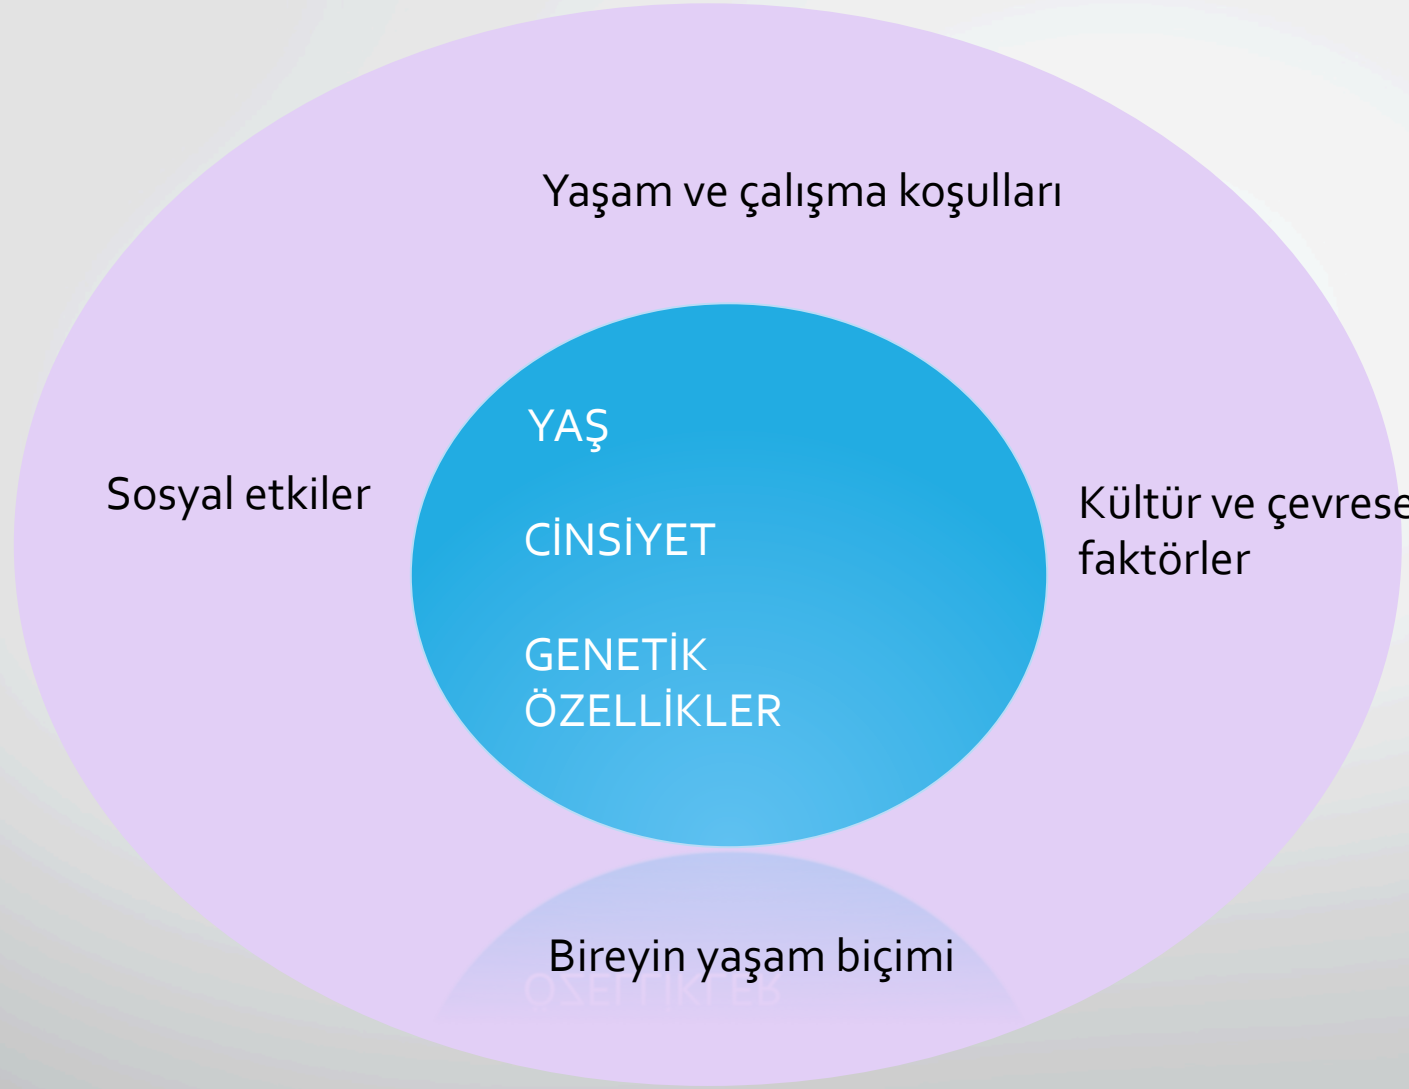 Yaşam ve çalışma koşulları
YAŞ
Sosyal etkiler
CİNSİYET
Kültür ve çevrese
faktörler
GENETİK
ÖZELLİKLER
Bireyin yaşam biçimi